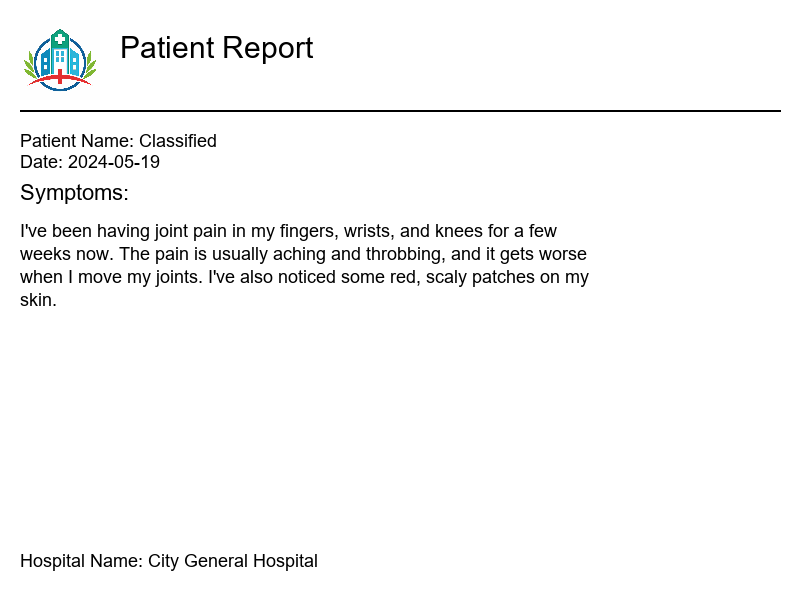 Patient Report
Patient Name: Classified
Date: 2024-05-19
Symptoms:
I've been having joint pain in my fingers, wrists, and knees for a few
weeks now. The pain is usually aching and throbbing, and it gets worse
when I move my joints. I've also noticed some red, scaly patches on my
skin.
Hospital Name: City General Hospital